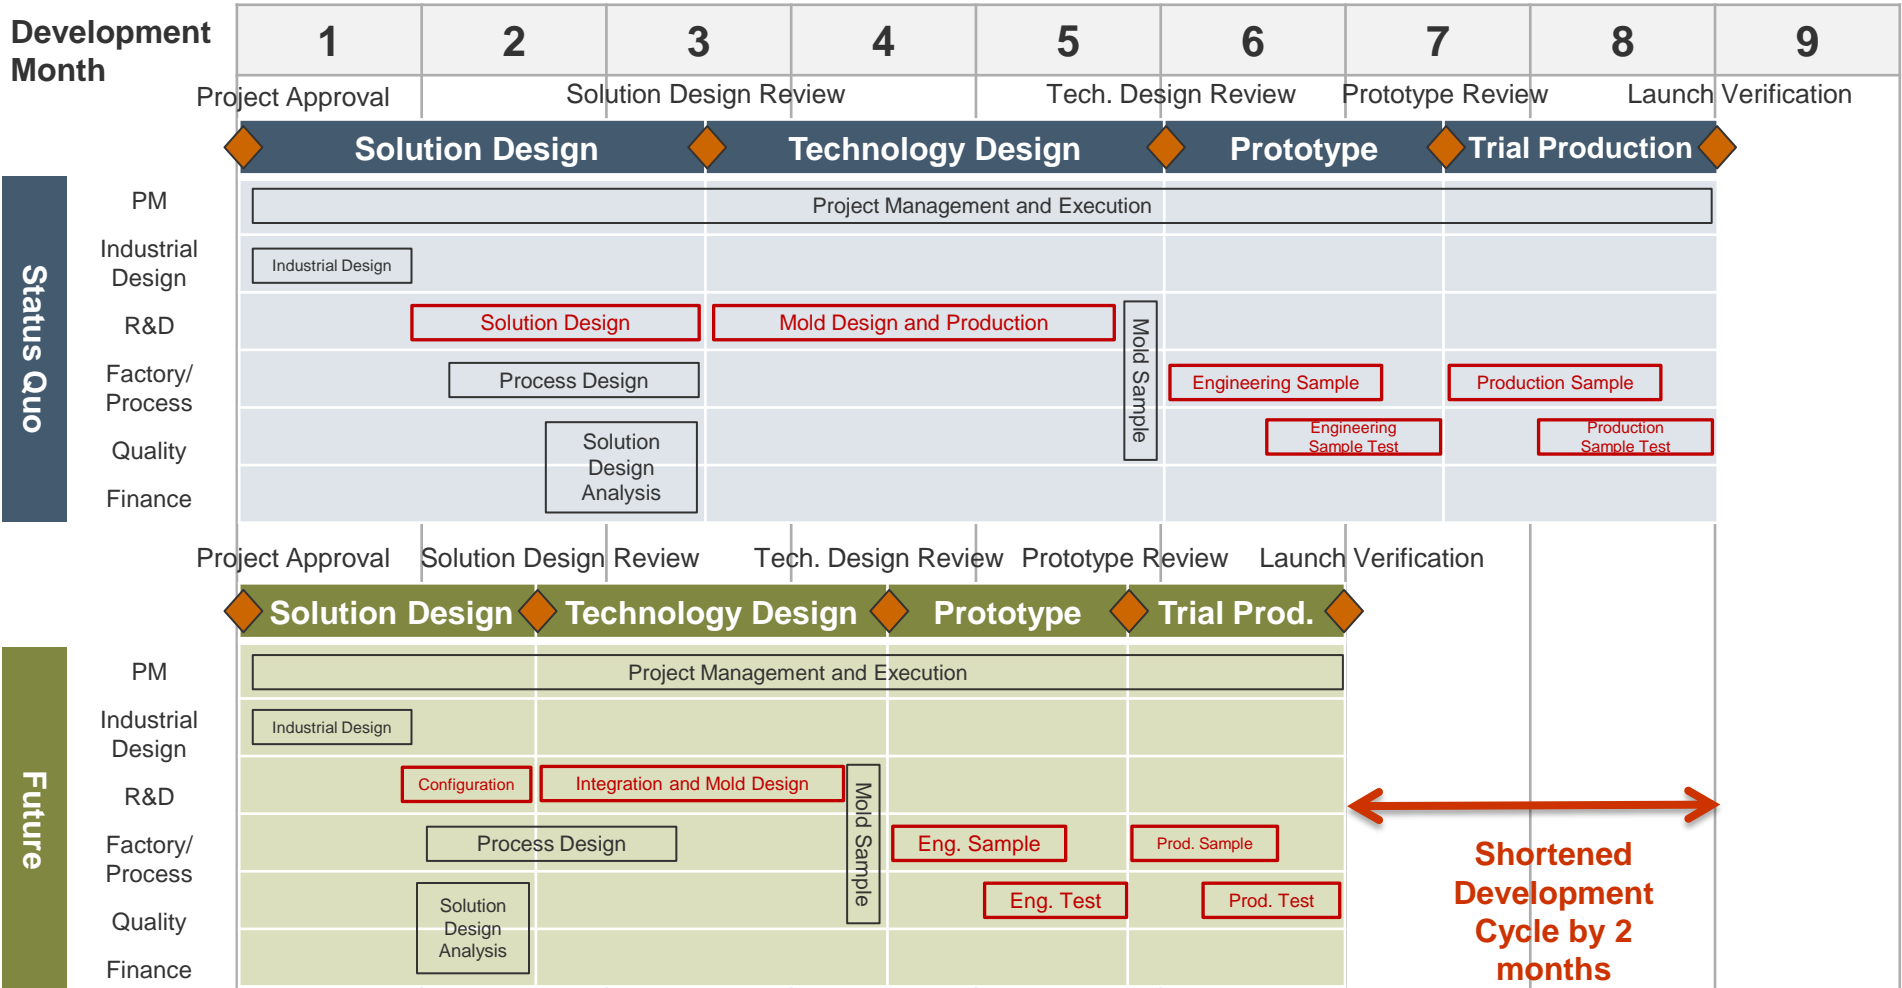 Development
Month
1
2
3
4
5
6
7
8
9
Project Approval
Solution Design Review
Tech. Design Review
Prototype Review
Launch Verification
Solution Design
Technology Design
Prototype
Trial Production
Status Quo
PM
Project Management and Execution
Industrial
Design
Industrial Design
R&D
Solution Design
Mold Design and Production
Mold Sample
Factory/
Process
Process Design
Engineering Sample
Production Sample
Quality
Solution
Design
Analysis
Engineering
Sample Test
Production
Sample Test
Finance
Project Approval
Solution Design Review
Tech. Design Review
Prototype Review
Launch Verification
Solution Design
Technology Design
Prototype
Trial Prod.
Future
PM
Project Management and Execution
Industrial
Design
Industrial Design
R&D
Configuration
Integration and Mold Design
Mold Sample
Factory/
Process
Process Design
Eng. Sample
Prod. Sample
Quality
Solution
Design
Analysis
Eng. Test
Prod. Test
Finance
Shortened
Development
Cycle by 2
months